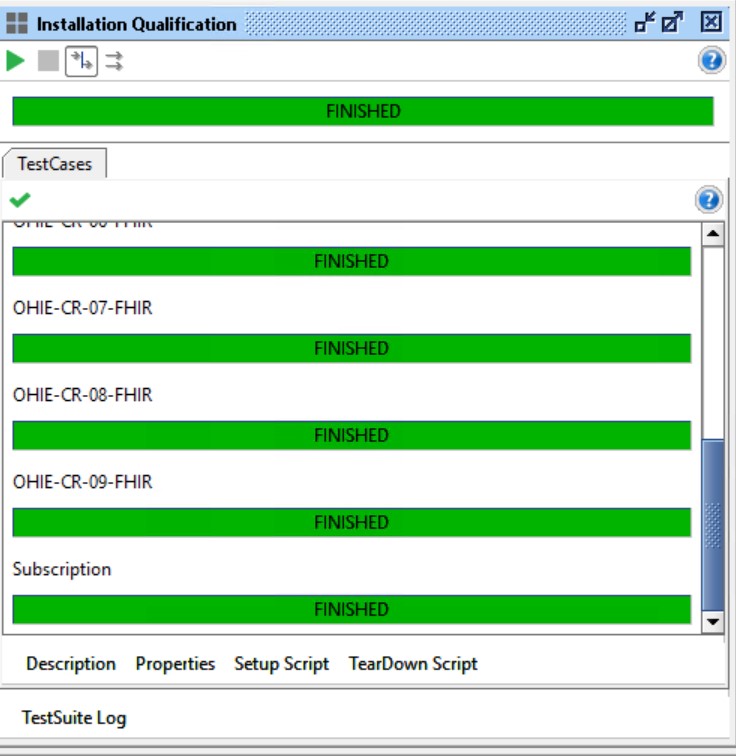 Installation Qualification
FINISHED
TestCases
FINISHED
OHIE-CR-07-FHIR
FINISHED
OHIE-CR-08-FHIR
FINISHED
OHIE-CR-09-FHIR
FINISHED
Subscription
FINISHED
Description Properties Setup Script TearDown Script
TestSuite Log